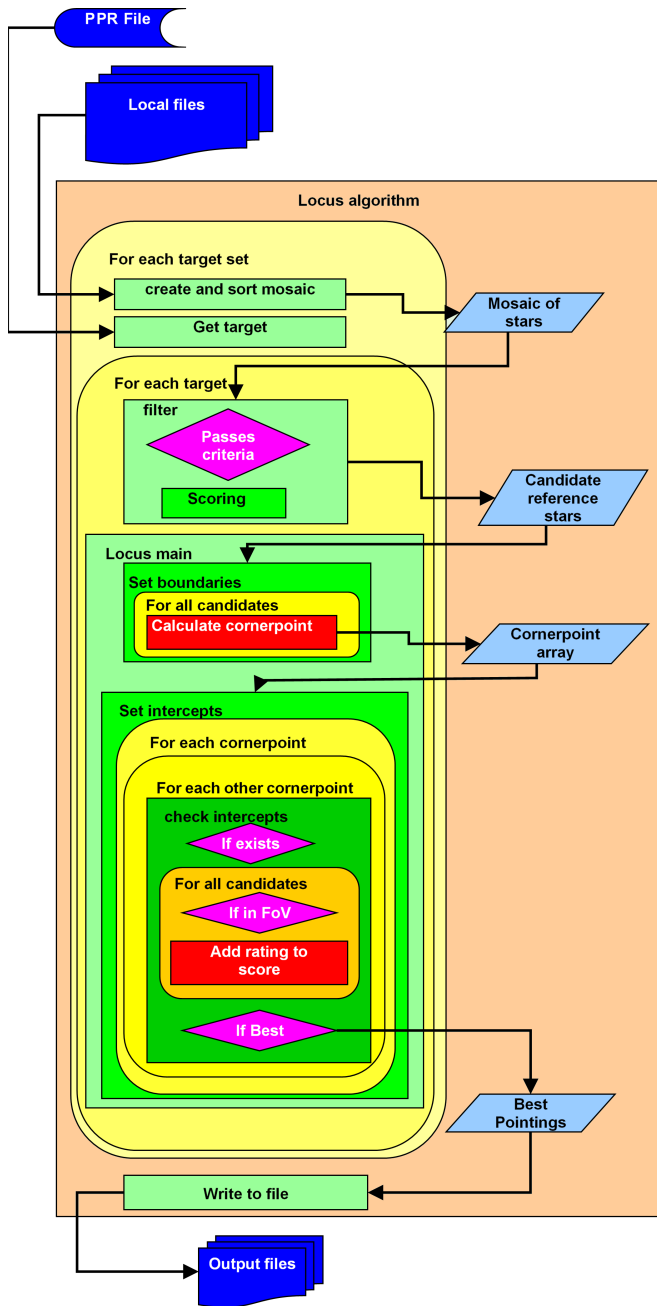 PPR File
Local files
Locus algorithm
For each target set
create and sort mosaic
Mosaic of
stars
Get target
For each target
filter
Passes
criteria
Scoring
Candidate
reference
stars
Locus main
Set boundaries
For all candidates
Calculate cornerpoint
Cornerpoint
array
Set intercepts
For each cornerpoint
For each other cornerpoint
check intercepts
If exists
For all candidates
If in FoV
Add rating to
score
If Best
Best
Pointings
Write to file
Output files